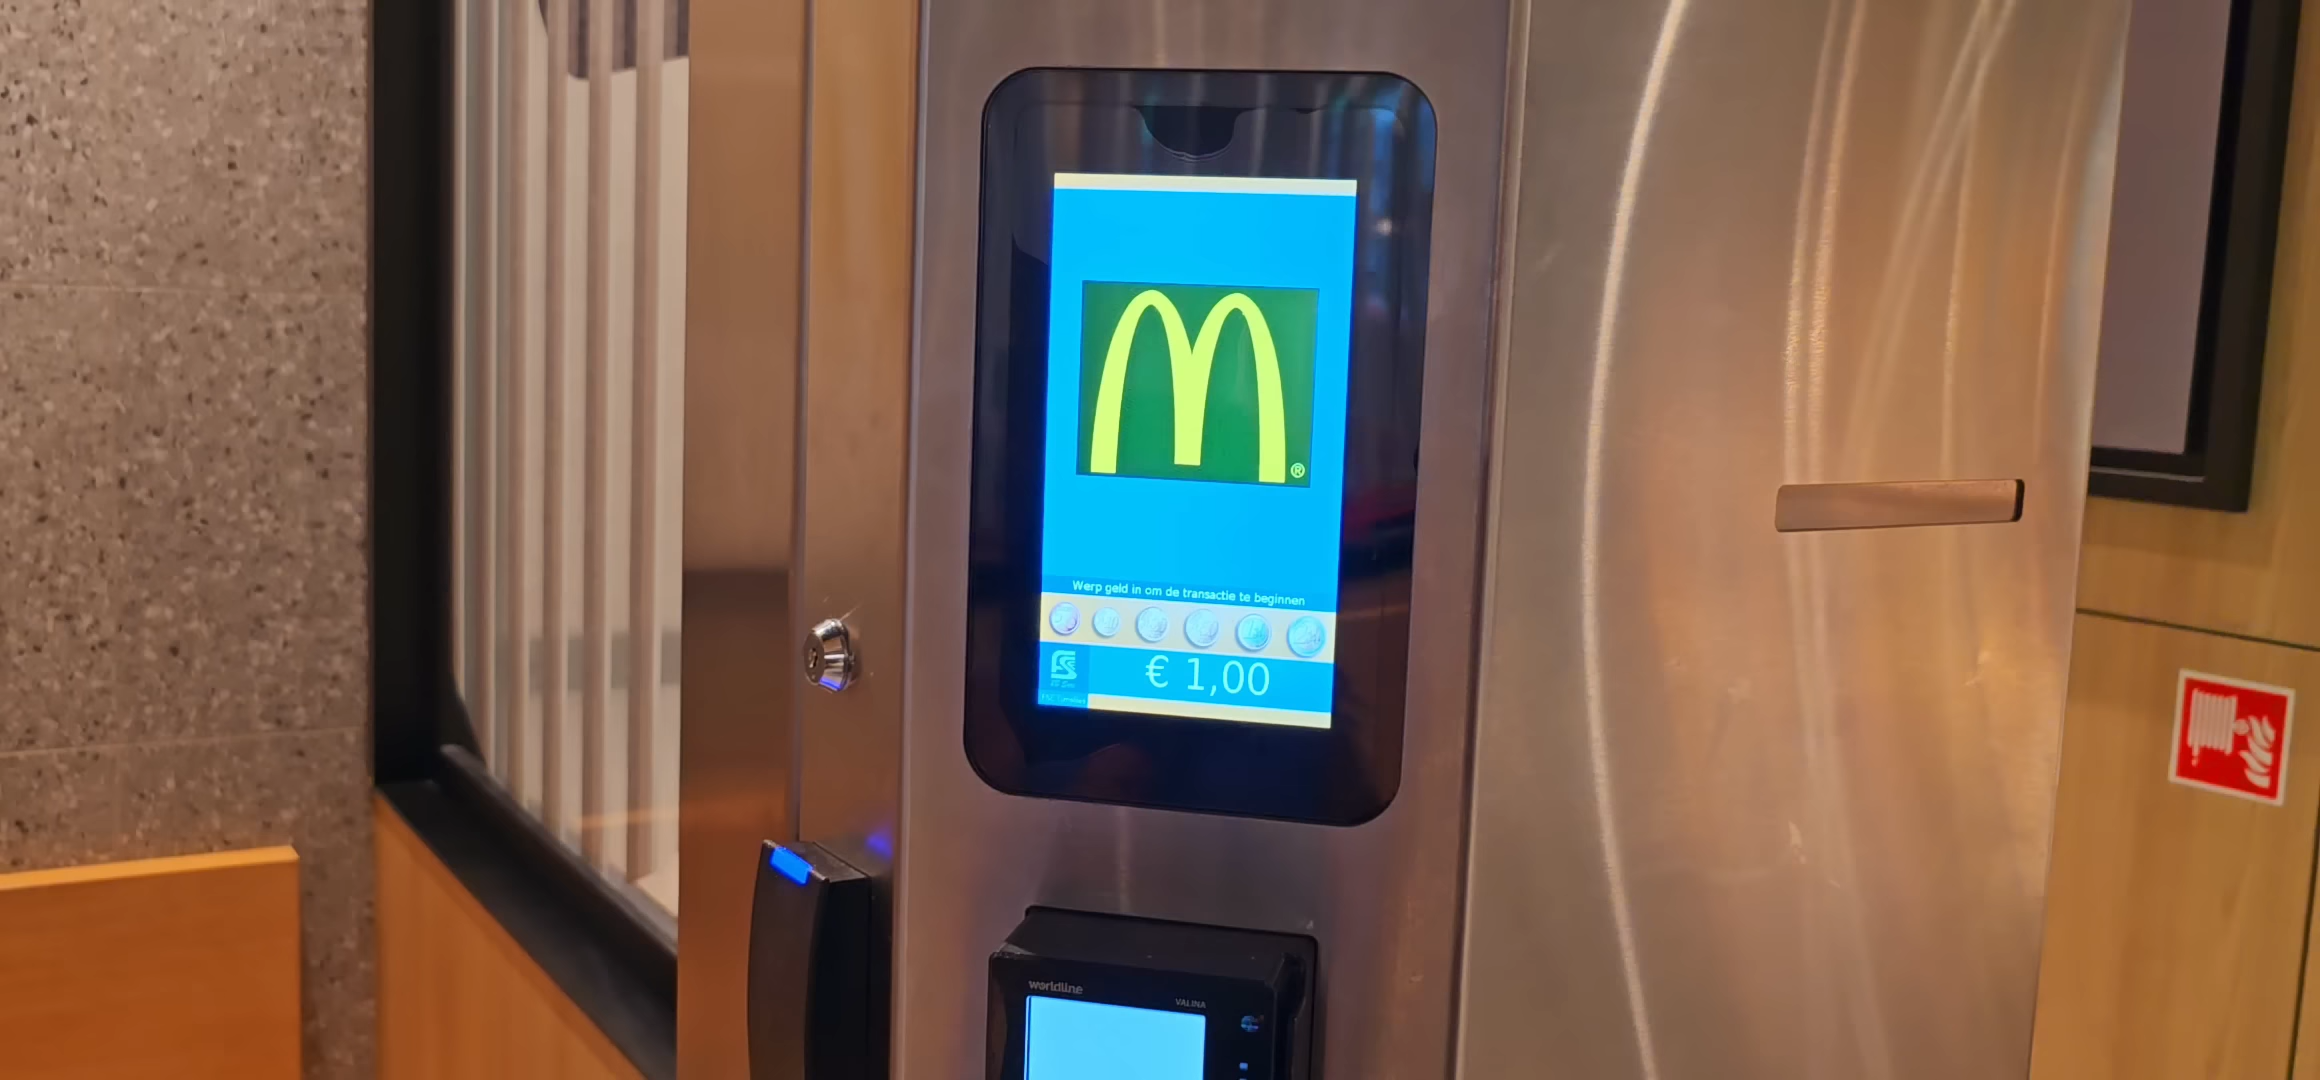 ®
Werp geld in om de transactie te beginnen
€ 1,00
worldline
VALINA